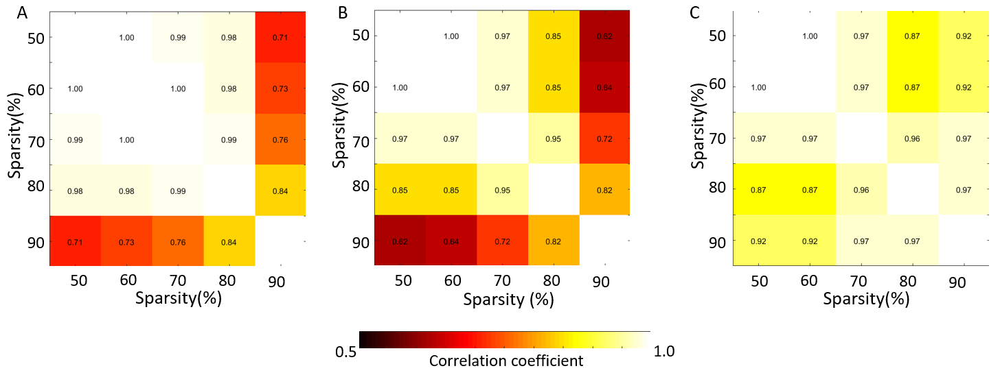 A
B
C
50 1.00 0.99 0.98 0.71
60 1.00 1.00 0.98 0.73
70 0.99 1.00 0.99 0.76
80 0.98 0.98 0.99 0.84
90 0.71 0.73 0.76 0.84
50 60 70 80 90
Sparsity(%)
Sparsity(%)
50 1.00 0.97 0.85 0.62
60 1.00 0.97 0.85 0.64
70 0.97 0.97 0.95 0.72
80 0.85 0.85 0.95 0.82
90 0.62 0.64 0.72 0.82
50 60 70 80 90
Sparsity(%)
Sparsity (%)
50 1.00 0.97 0.87 0.92
60 1.00 0.97 0.87 0.92
70 0.97 0.97 0.96 0.97
80 0.87 0.87 0.96 0.97
90 0.92 0.92 0.97 0.97
50 60 70 80 90
Sparsity(%)
Sparsity(%)
0.5 1.0
Correlation coefficient